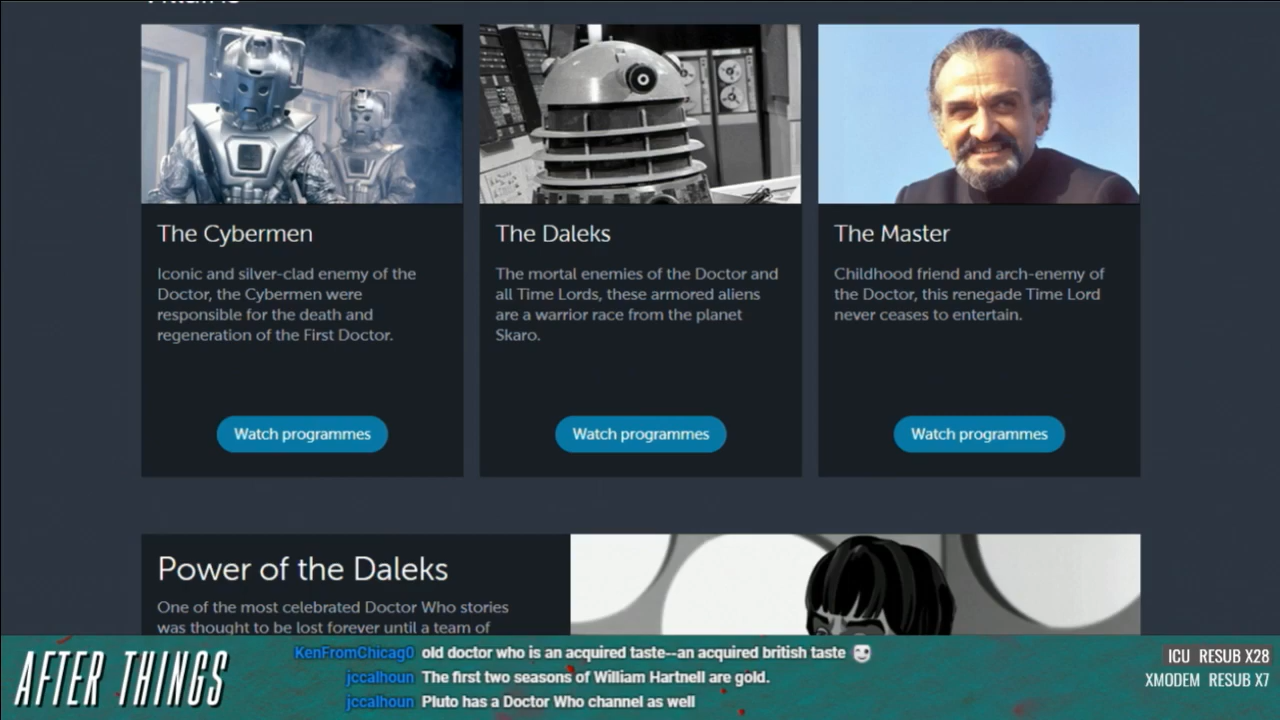 The Cybermen
Iconic and silver-clad enemy of the
Doctor, the Cybermen were
responsible for the death and
regeneration of the First Doctor.
Watch programmes
The Daleks
The mortal enemies of the Doctor and
all Time Lords, these armored aliens
are a warrior race from the planet
Skaro.
Watch programmes
The Master
Childhood friend and arch-enemy of
the Doctor, this renegade Time Lord
never ceases to entertain.
Watch programmes
Power of the Daleks
One of the most celebrated Doctor Who stories
was thought to be lost forever until a team of
AFTER THINGS
KenFromChicag0 old doctor who is an acquired taste--an acquired british taste
jccalhoun The first two seasons of William Hartnell are gold.
jccalhoun Pluto has a Doctor Who channel as well
ICU RESUB X28
XMODEM RESUB X7